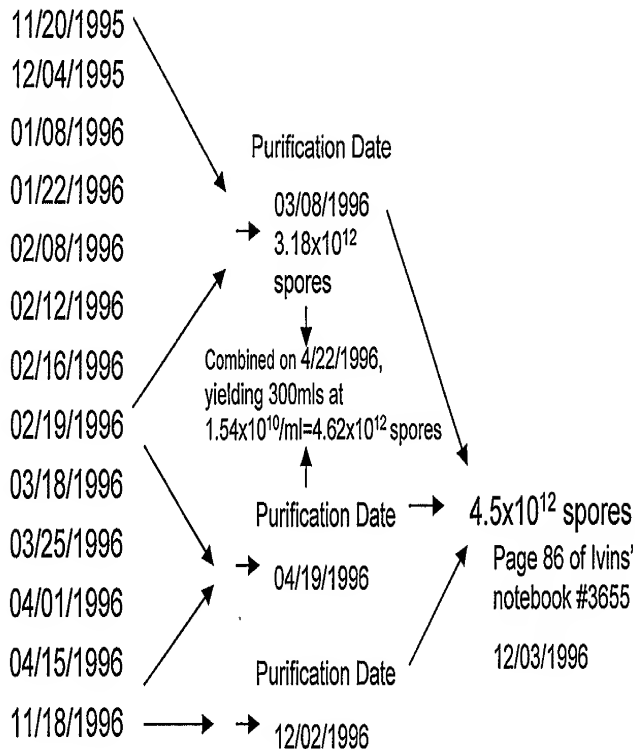 11/20/1995
12/04/1995
01/08/1996
01/22/1996
02/08/1996
02/12/1996
02/16/1996
02/19/1996
03/18/1996
03/25/1996
04/01/1996
04/15/1996
11/18/1996
Purification Date
03/08/1996
3.18x10¹²
spores
Combined on 4/22/1996,
yielding 300mls at
1.54x10¹⁰/ml=4.62x10¹² spores
Purification Date
04/19/1996
Purification Date
12/02/1996
4.5x10¹² spores
Page 86 of Ivins'
notebook #3655
12/03/1996